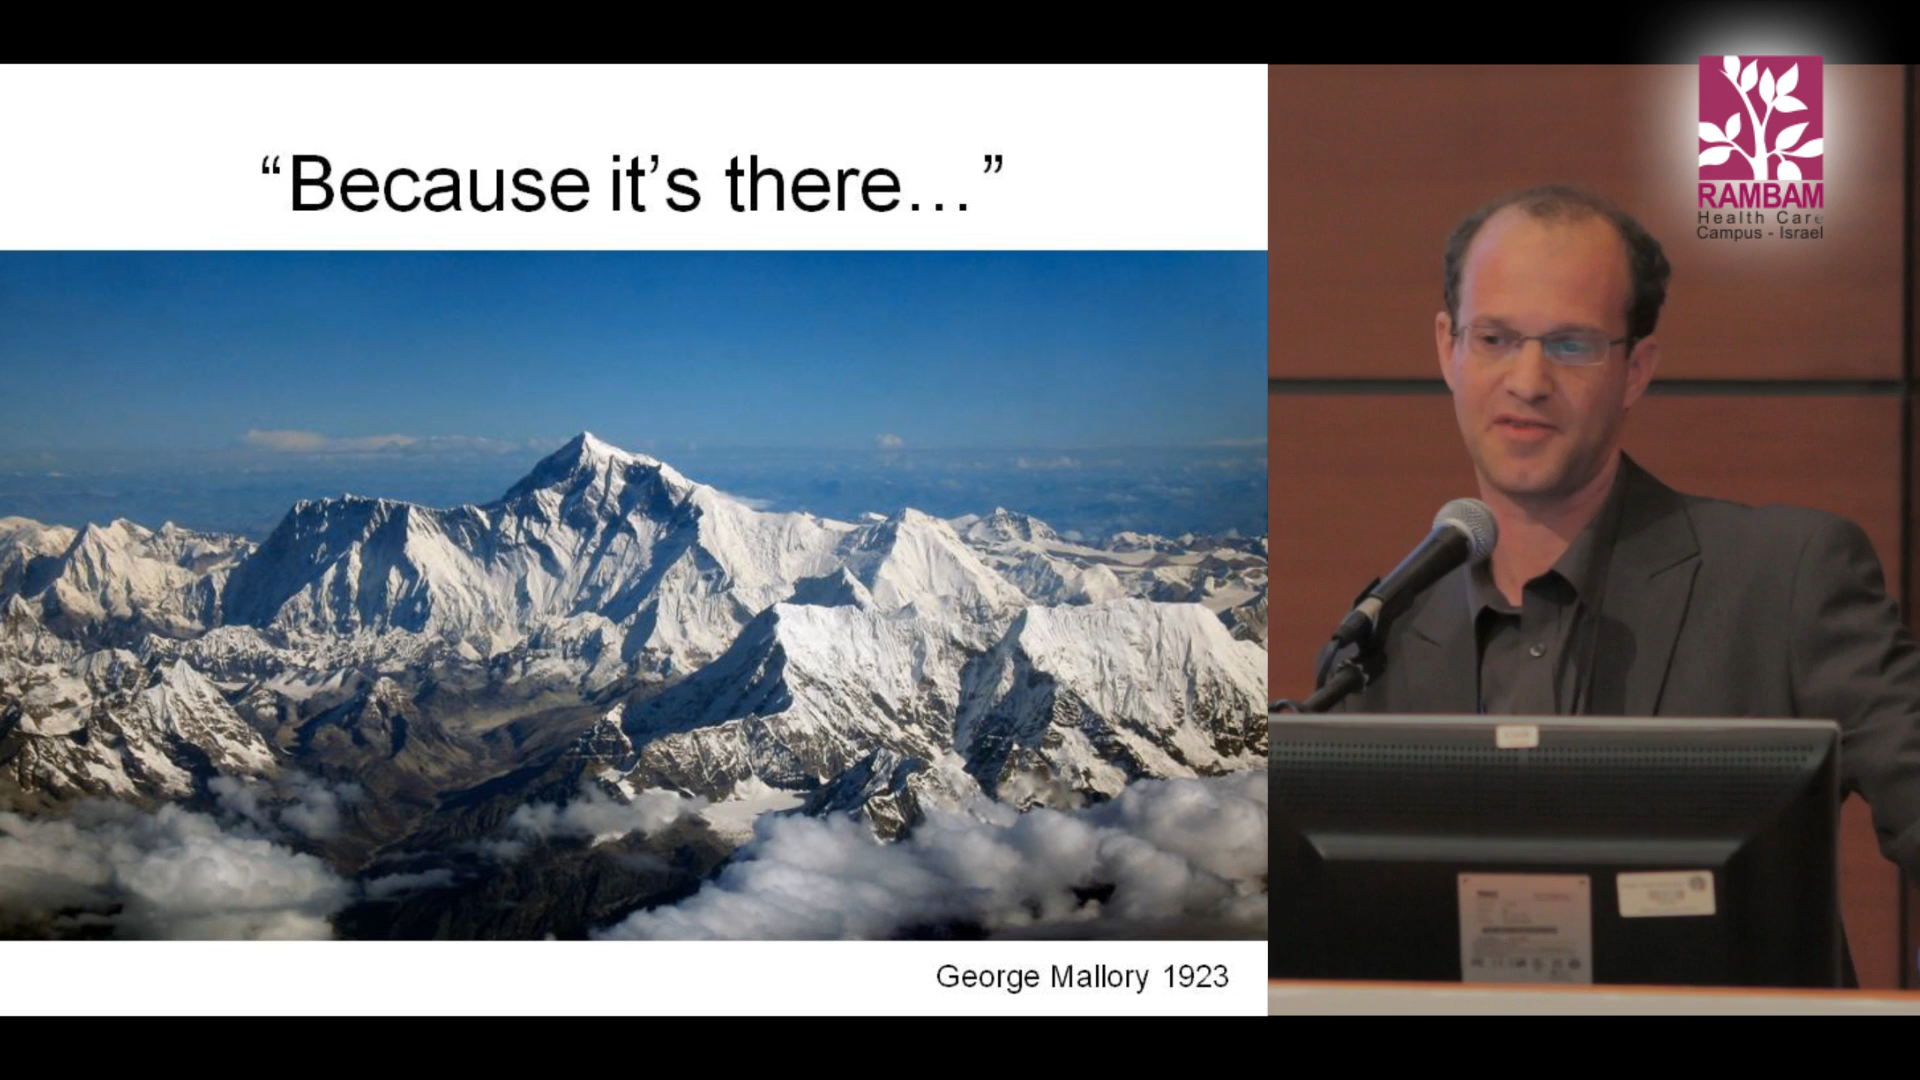 “Because it’s there…”
George Mallory 1923
RAMBAM
Health Care
Campus - Israel